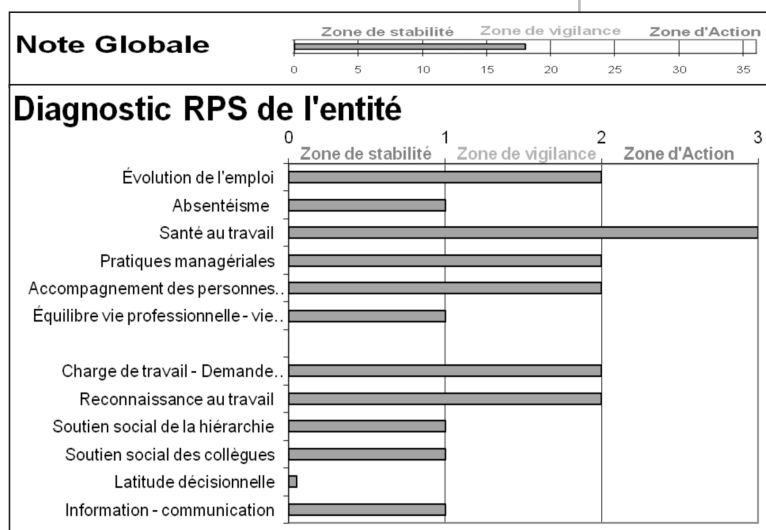 Note Globale
Zone de stabilité Zone de vigilance Zone d'Action
0 5 10 15 20 25 30 35
Diagnostic RPS de l'entité
0 1 2 3
Zone de stabilité Zone de vigilance Zone d'Action
Évolution de l'emploi
Absentéisme
Santé au travail
Pratiques managériales
Accompagnement des personnes..
Équilibre vie professionnelle - vie..
Charge de travail - Demande..
Reconnaissance au travail
Soutien social de la hiérarchie
Soutien social des collègues
Latitude décisionnelle
Information - communication